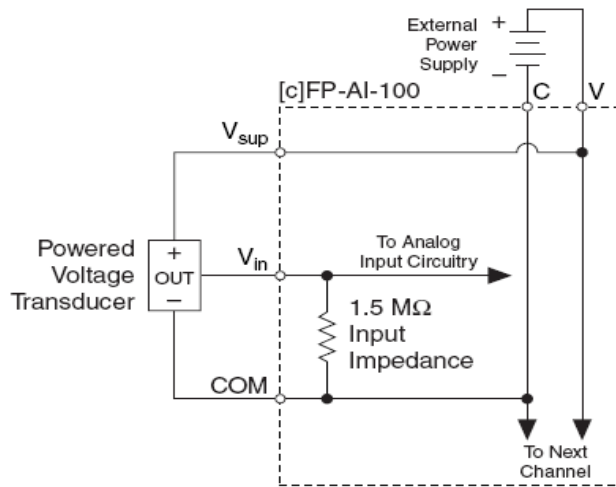 External
Power
Supply
+
−
[c]FP-AI-100
C
V
Vsup
Powered
Voltage
Transducer
+
OUT
−
Vin
To Analog
Input Circuitry
1.5 MΩ
Input
Impedance
COM
To Next
Channel